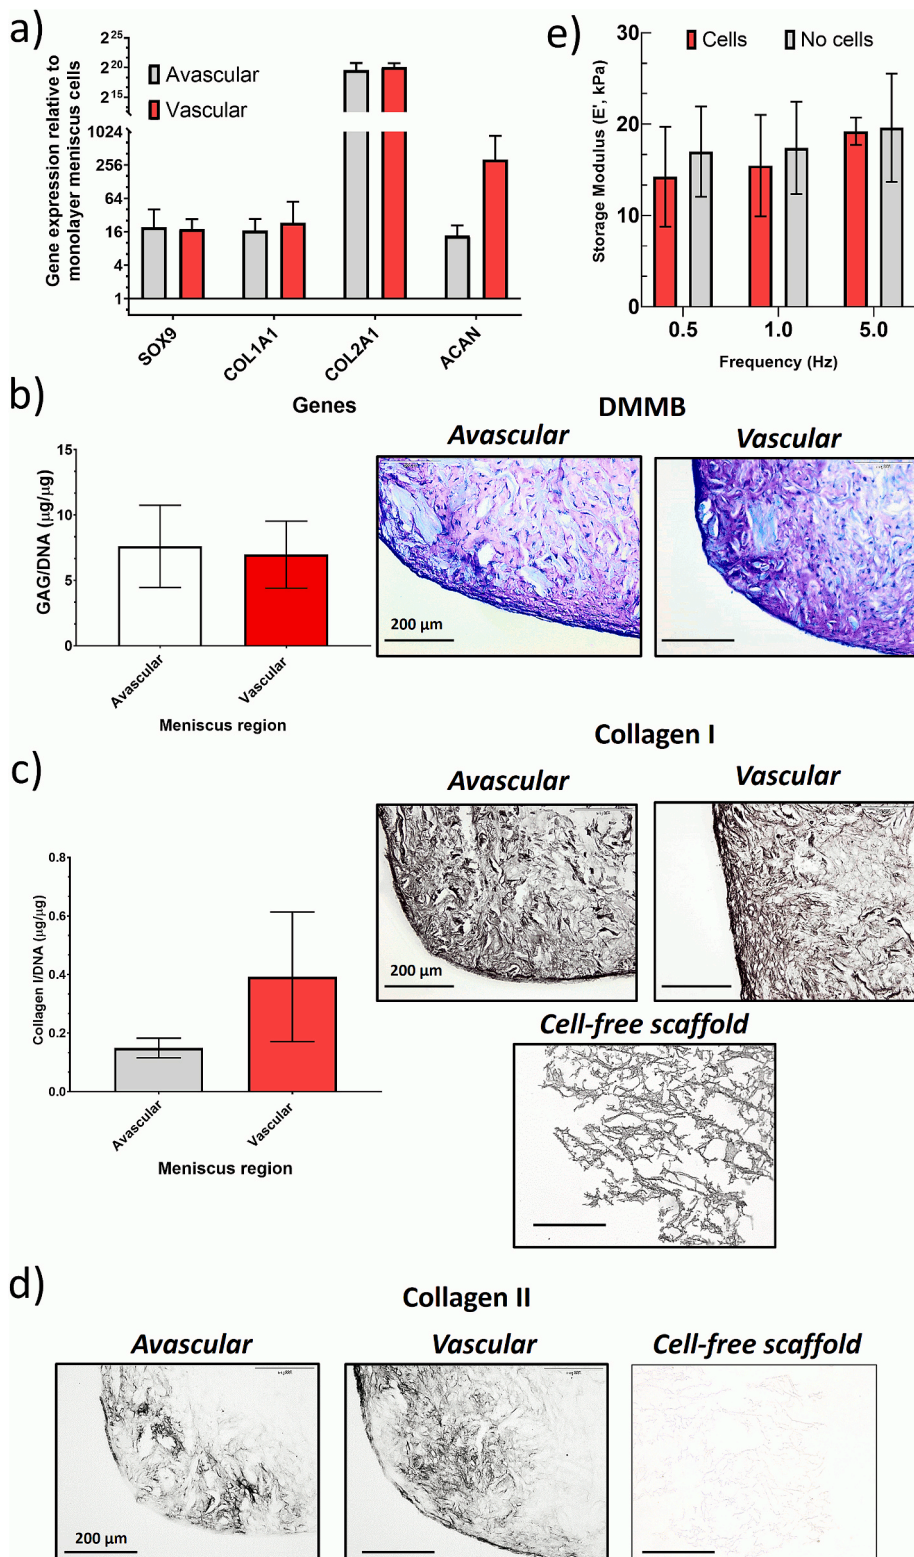 a)
Gene expression relative to
monolayer meniscus cells
2^25
2^20
2^15
1024
256
64
16
4
1
Avascular
Vascular
SOX9
COL1A1
COL2A1
ACAN
Genes
e)
Storage Modulus (E', kPa)
30
20
10
0
Cells
No cells
0.5
1.0
5.0
Frequency (Hz)
b)
GAG/DNA (µg/µg)
15
10
5
0
Avascular
Vascular
Meniscus region
DMMB
Avascular
Vascular
200 µm
c)
Collagen I/DNA (µg/µg)
0.8
0.6
0.4
0.2
0.0
Avascular
Vascular
Meniscus region
Collagen I
Avascular
Vascular
200 µm
Cell-free scaffold
d)
Collagen II
Avascular
Vascular
Cell-free scaffold
200 µm